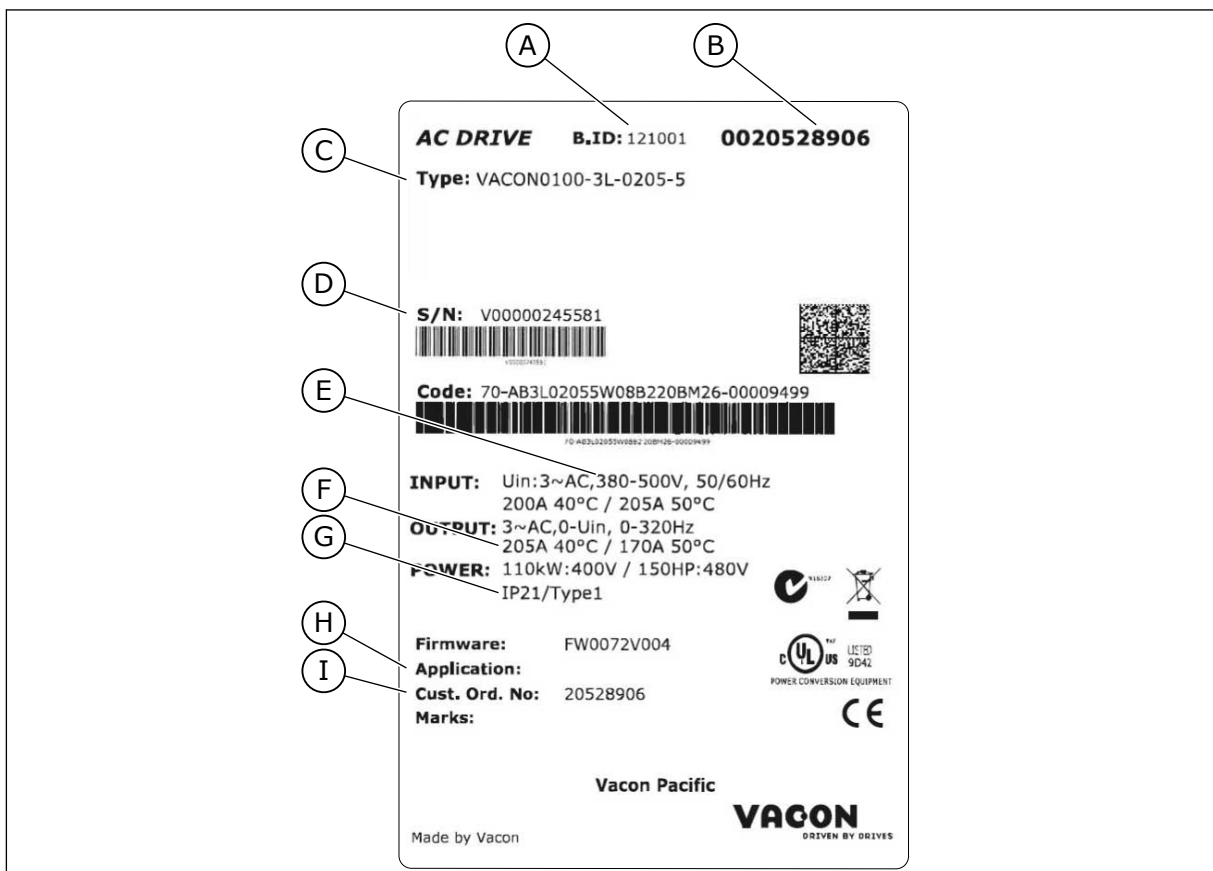 A
B
AC DRIVE B.ID: 121001 0020528906
C
Type: VACON0100-3L-0205-5
D
S/N: V00000245581
E
Code: 70-AB3L02055W08B220BM26-00009499
INPUT: Uin:3~AC,380-500V, 50/60Hz
200A 40°C / 205A 50°C
F
OUTPUT: 3~AC,0-Uin, 0-320Hz
205A 40°C / 170A 50°C
G
POWER: 110kW:400V / 150HP:480V
IP21/Type1
H
Firmware: FW0072V004
Application:
I
Cust. Ord. No: 20528906
Marks:
C UL US LISTED
9D42
POWER CONVERSION EQUIPMENT
CE
Vacon Pacific
VACON
DRIVEN BY DRIVES
Made by Vacon